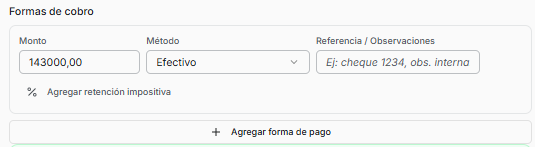 Formas de cobro
Monto Método Referencia / Observaciones
143000,00 Efectivo Ej: cheque 1234, obs. interna
% Agregar retención impositiva
+ Agregar forma de pago